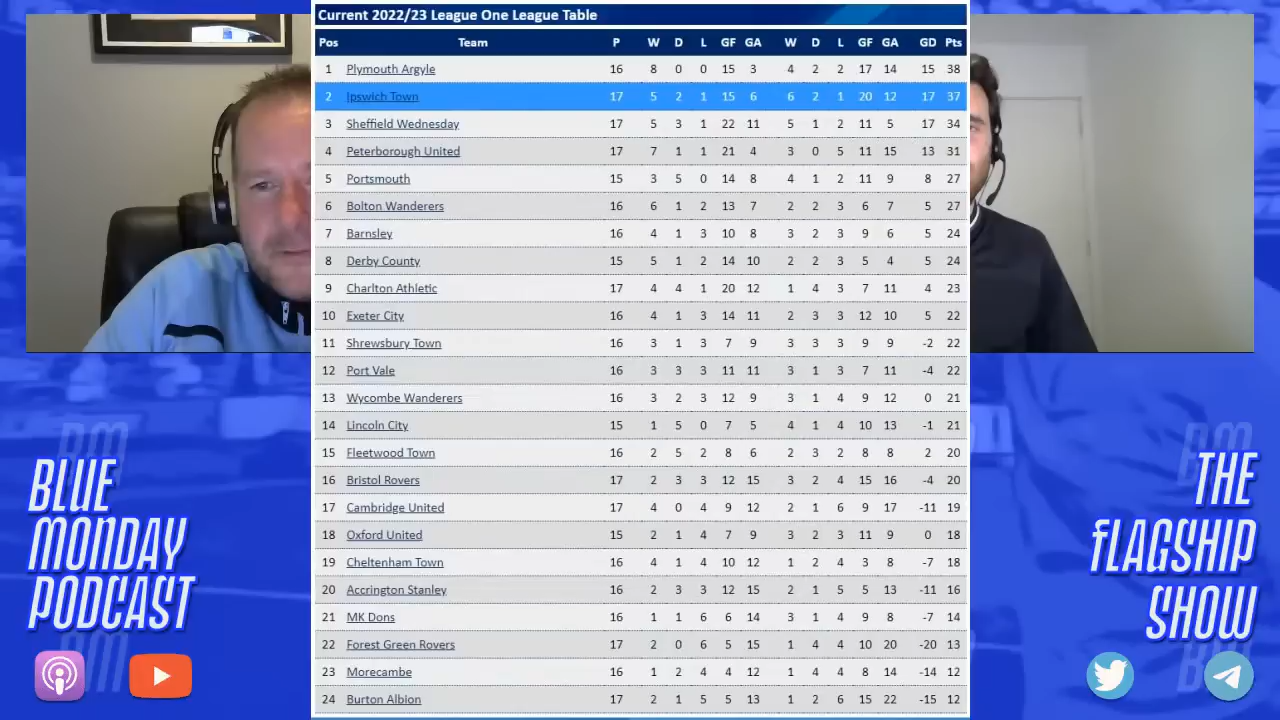 Current 2022/23 League One League Table
Pos Team P W D L GF GA W D L GF GA GD Pts
1 Plymouth Argyle 16 8 0 0 15 3 4 2 2 17 14 15 38
2 Ipswich Town 17 5 2 1 15 6 6 2 1 20 12 17 37
3 Sheffield Wednesday 17 5 3 1 22 11 5 1 2 11 5 17 34
4 Peterborough United 17 7 1 1 21 4 3 0 5 11 15 13 31
5 Portsmouth 15 3 5 0 14 8 4 1 2 11 9 8 27
6 Bolton Wanderers 16 6 1 2 13 7 2 2 3 6 7 5 27
7 Barnsley 16 4 1 3 10 8 3 2 3 9 6 5 24
8 Derby County 15 5 1 2 14 10 2 2 3 5 4 5 24
9 Charlton Athletic 17 4 4 1 20 12 1 4 3 7 11 4 23
10 Exeter City 16 4 1 3 14 11 2 3 3 12 10 5 22
11 Shrewsbury Town 16 3 1 3 7 9 3 3 3 9 9 -2 22
12 Port Vale 16 3 3 3 11 11 3 1 3 7 11 -4 22
13 Wycombe Wanderers 16 3 2 3 12 9 3 1 4 9 12 0 21
14 Lincoln City 15 1 5 0 7 5 4 1 4 10 13 -1 21
15 Fleetwood Town 16 2 5 2 8 6 2 3 2 8 8 2 20
16 Bristol Rovers 17 2 3 3 12 15 3 2 4 15 16 -4 20
17 Cambridge United 17 4 0 4 9 12 2 1 6 9 17 -11 19
18 Oxford United 15 2 1 4 7 9 3 2 3 11 9 0 18
19 Cheltenham Town 16 4 1 4 10 12 1 2 4 3 8 -7 18
20 Accrington Stanley 16 2 3 3 12 15 2 1 5 5 13 -11 16
21 MK Dons 16 1 1 6 6 14 3 1 4 9 8 -7 14
22 Forest Green Rovers 17 2 0 6 5 15 1 4 4 10 20 -20 13
23 Morecambe 16 1 2 4 4 12 1 4 4 8 14 -14 12
24 Burton Albion 17 2 1 5 5 13 1 2 6 15 22 -15 12
BM
BLUE
MONDAY
PODCAST
BM
BM
THE
FLAGSHIP
SHOW
BM